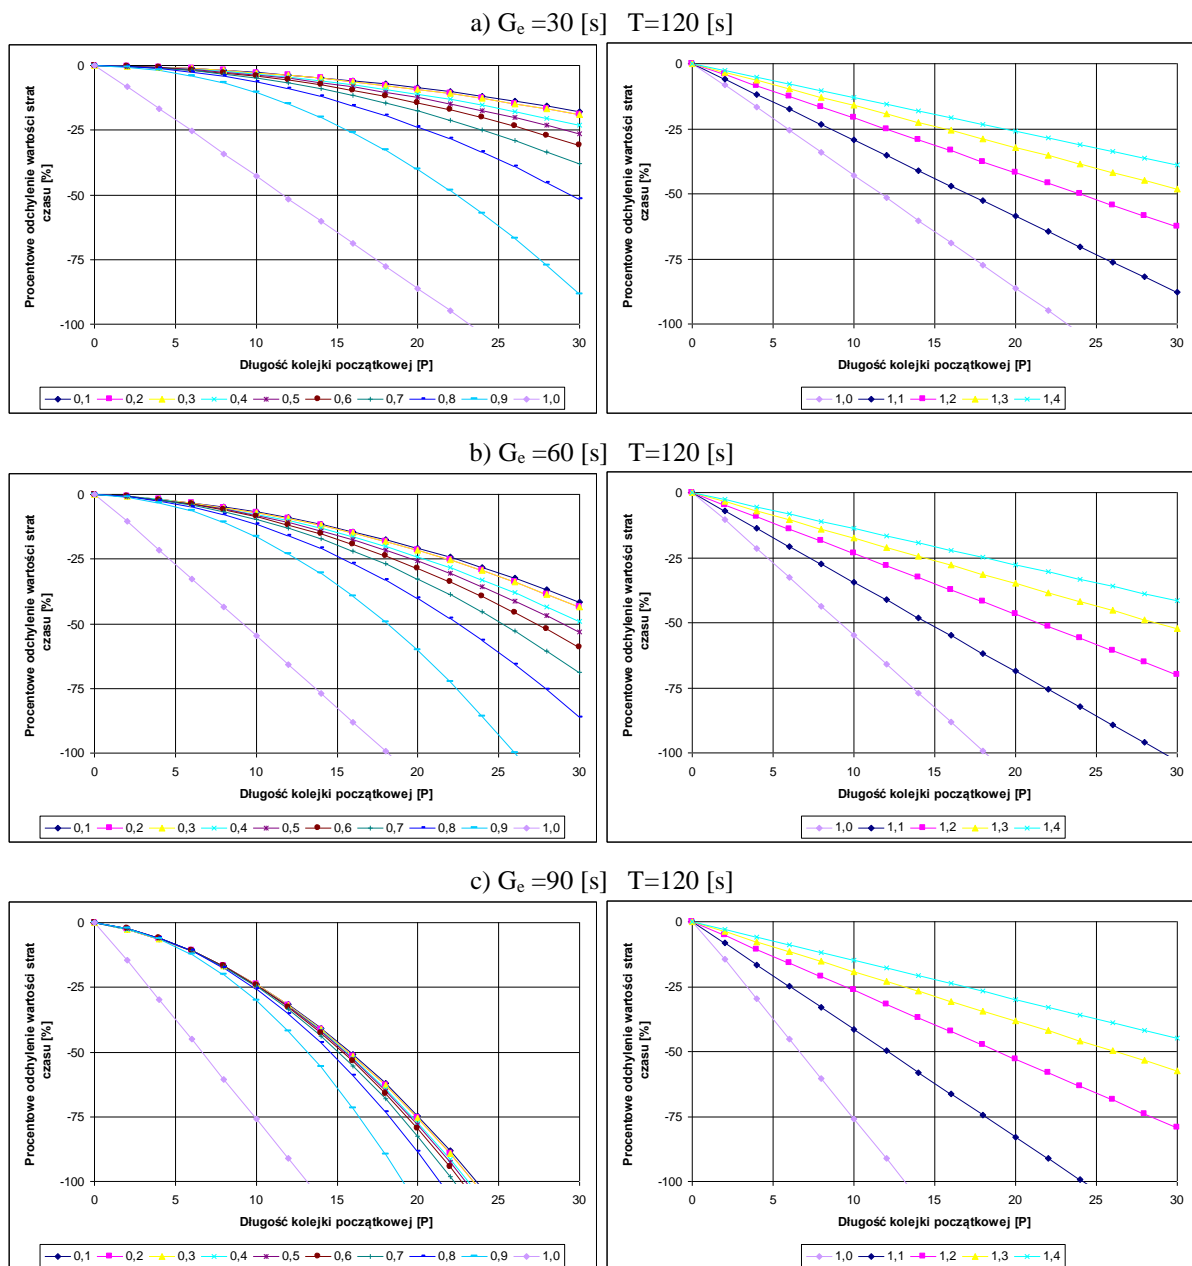 a) Gₑ =30 [s] T=120 [s]
Procentowe odchylenie wartości strat
czasu [%]
0
-25
-50
-75
-100
0 5 10 15 20 25 30
Długość kolejki początkowej [P]
0,1 0,2 0,3 0,4 0,5 0,6 0,7 0,8 0,9 1,0
Procentowe odchylenie wartości strat
czasu [%]
0
-25
-50
-75
-100
0 5 10 15 20 25 30
Długość kolejki początkowej [P]
1,0 1,1 1,2 1,3 1,4
b) Gₑ =60 [s] T=120 [s]
Procentowe odchylenie wartości strat
czasu [%]
0
-25
-50
-75
-100
0 5 10 15 20 25 30
Długość kolejki początkowej [P]
0,1 0,2 0,3 0,4 0,5 0,6 0,7 0,8 0,9 1,0
Procentowe odchylenie wartości strat
czasu [%]
0
-25
-50
-75
-100
0 5 10 15 20 25 30
Długość kolejki początkowej [P]
1,0 1,1 1,2 1,3 1,4
c) Gₑ =90 [s] T=120 [s]
Procentowe odchylenie wartości strat
czasu [%]
0
-25
-50
-75
-100
0 5 10 15 20 25 30
Długość kolejki początkowej [P]
0,1 0,2 0,3 0,4 0,5 0,6 0,7 0,8 0,9 1,0
Procentowe odchylenie wartości strat
czasu [%]
0
-25
-50
-75
-100
0 5 10 15 20 25 30
Długość kolejki początkowej [P]
1,0 1,1 1,2 1,3 1,4